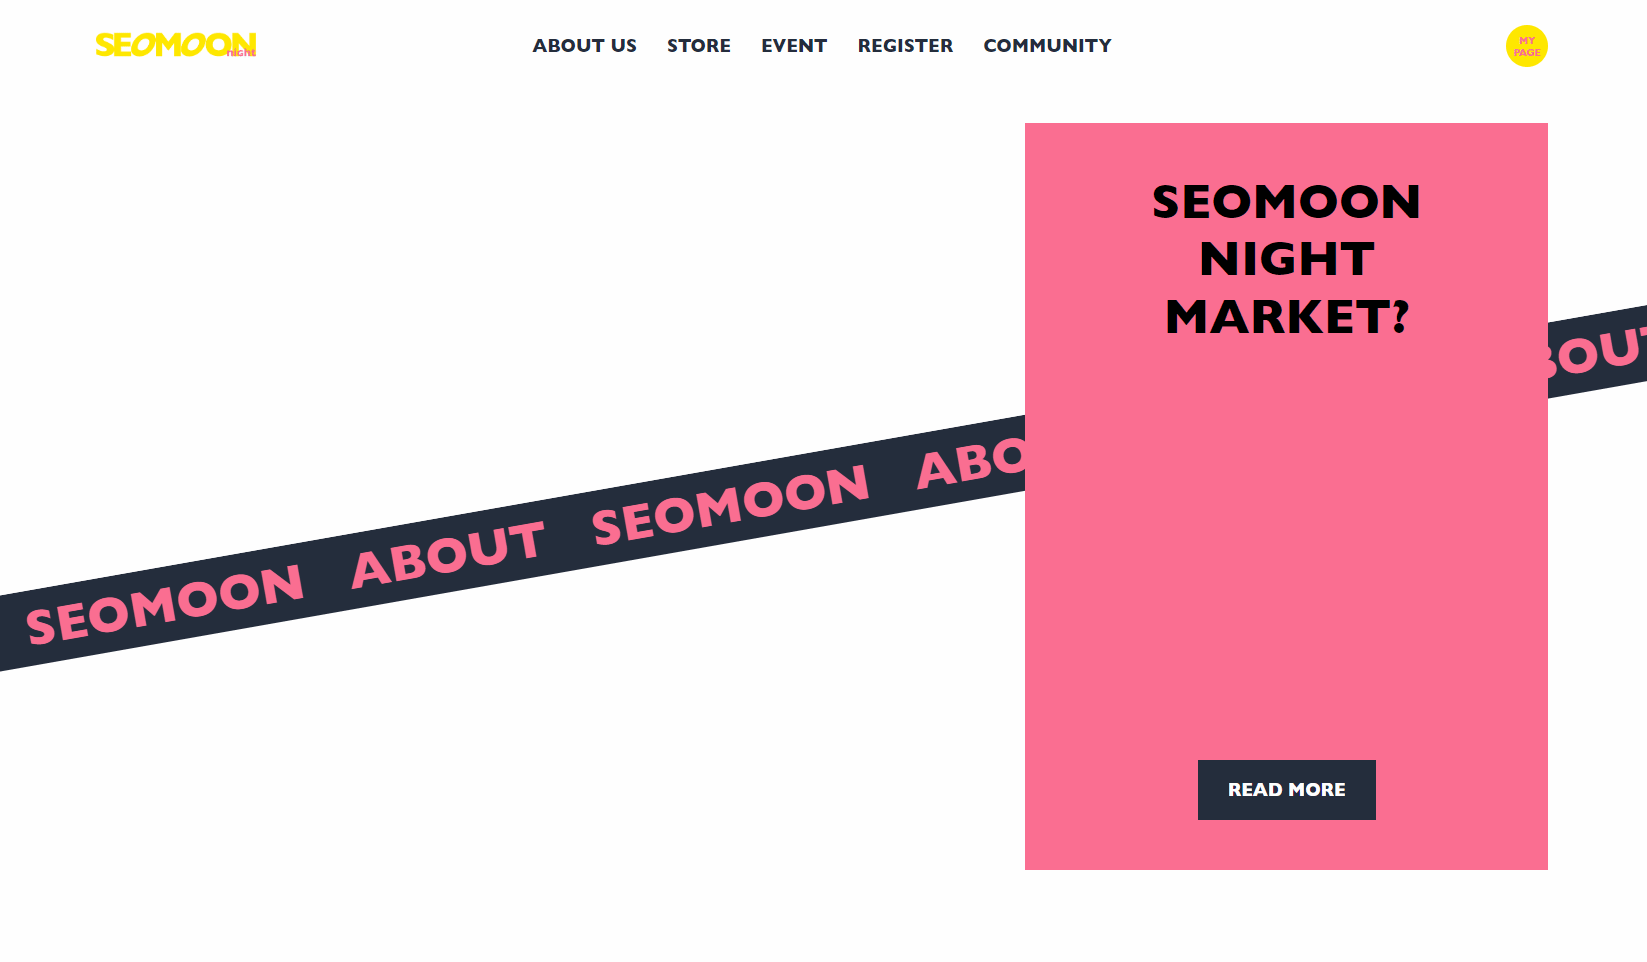 SEOMOON
night
ABOUT US STORE EVENT REGISTER COMMUNITY
MY
PAGE
SEOMOON
NIGHT
MARKET?
SEOMOON ABOUT SEOMOON ABO
BOUT
READ MORE